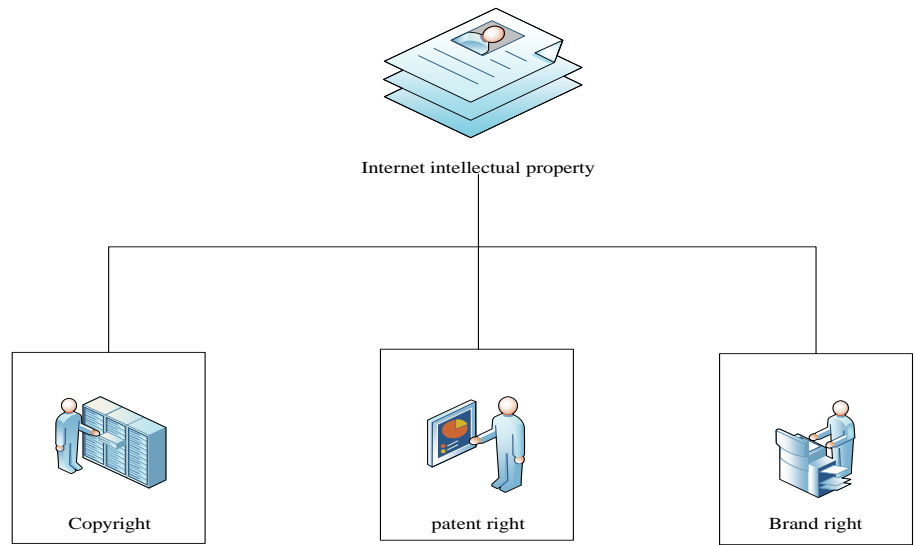 Internet intellectual property
Copyright
patent right
Brand right